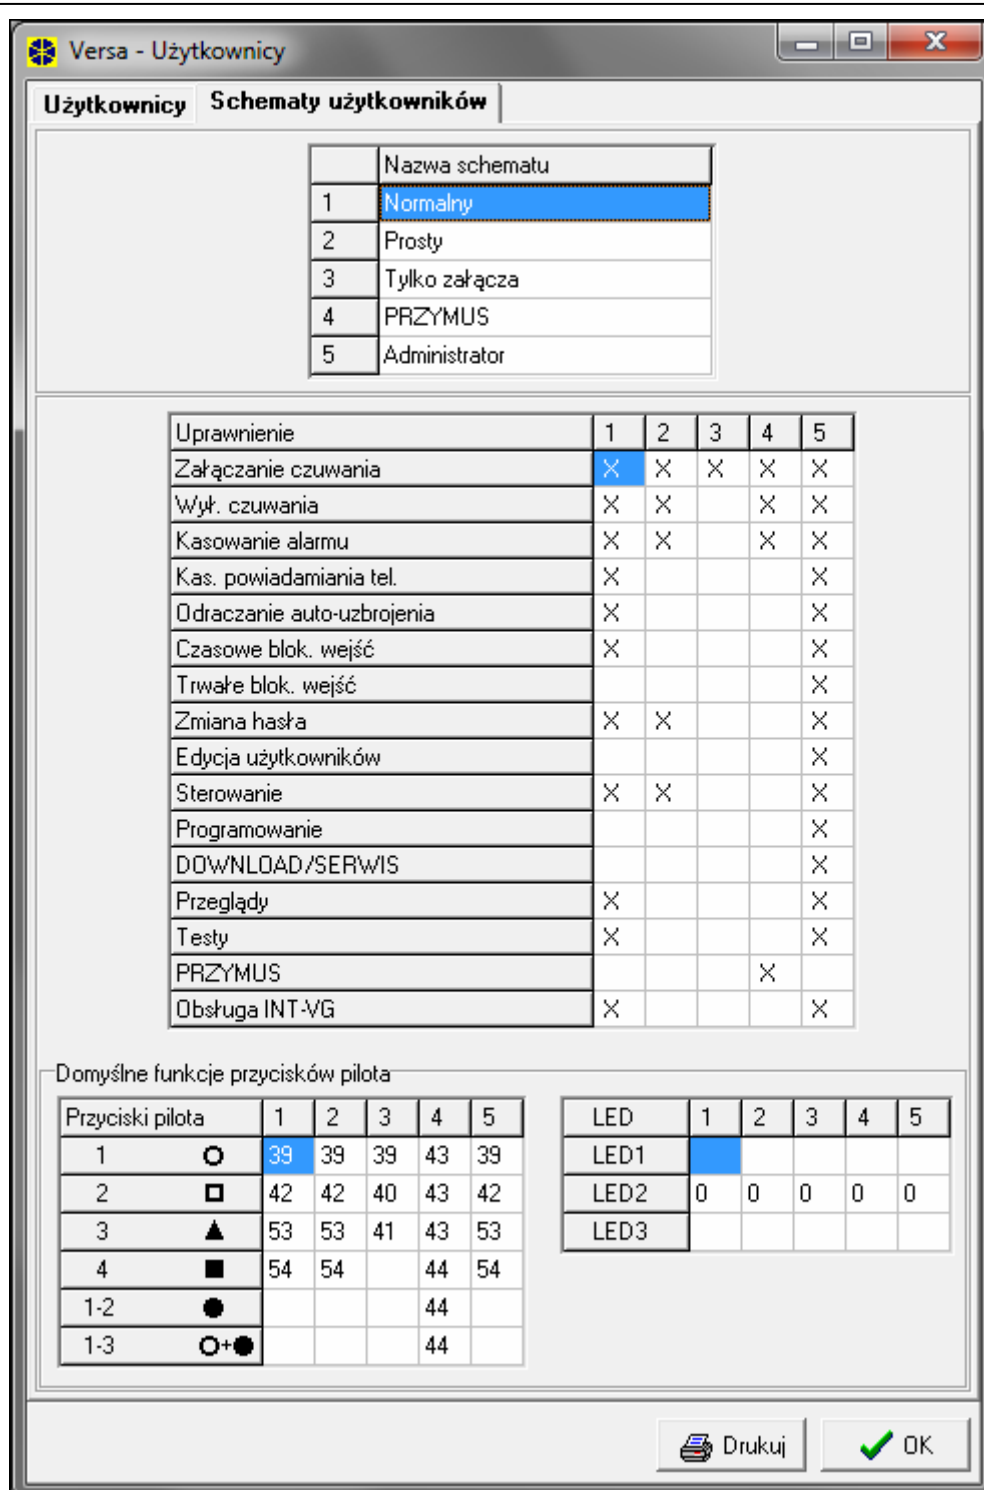 Versa - Użytkownicy
Użytkownicy Schematy użytkowników
Nazwa schematu
1 Normalny
2 Prosty
3 Tylko załącza
4 PRZYMUS
5 Administrator
Uprawnienie 1 2 3 4 5
Załączanie czuwania X X X X X
Wył. czuwania X X X X
Kasowanie alarmu X X X X
Kas. powiadamiania tel. X X
Odraczanie auto-uzbrojenia X X
Czasowe blok. wejść X X
Trwałe blok. wejść X
Zmiana hasła X X X
Edycja użytkowników X
Sterowanie X X X
Programowanie X
DOWNLOAD/SERWIS X
Przeglądy X X
Testy X X
PRZYMUS X
Obsługa INT-VG X X
Domyślne funkcje przycisków pilota
Przyciski pilota 1 2 3 4 5
1 39 39 39 43 39
2 42 42 40 43 42
3 53 53 41 43 53
4 54 54 44 54
1-2 44
1-3 + 44
LED 1 2 3 4 5
LED1
LED2 0 0 0 0 0
LED3
Drukuj OK